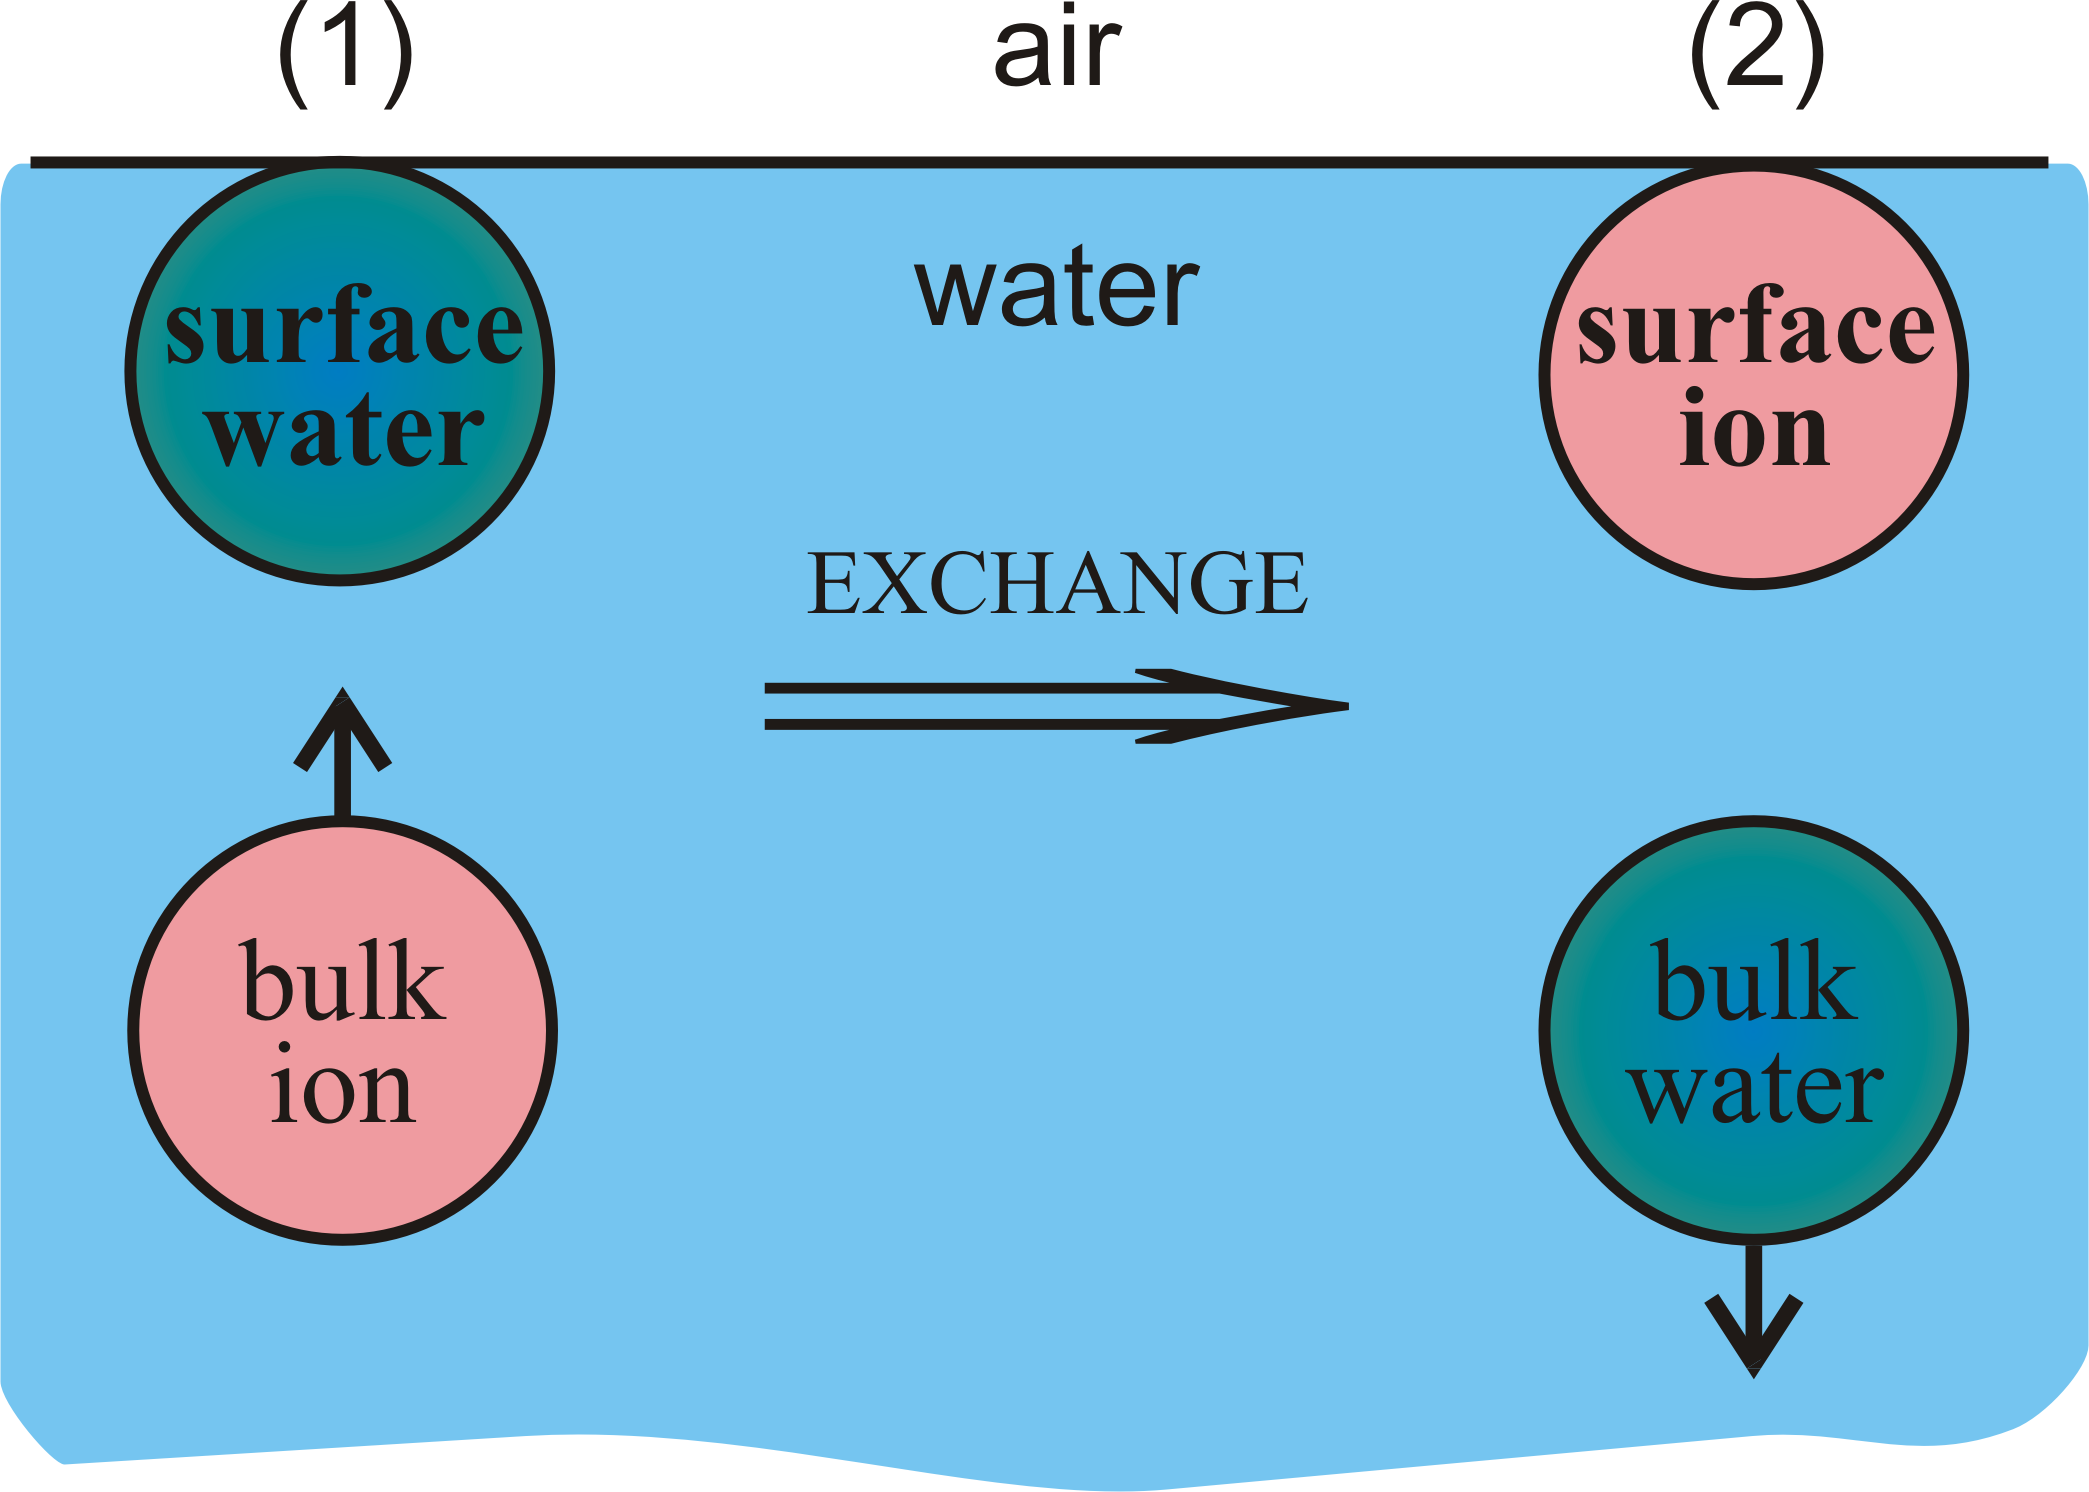 (1) air (2)
surface
water
water
surface
ion
EXCHANGE
bulk
ion
bulk
water